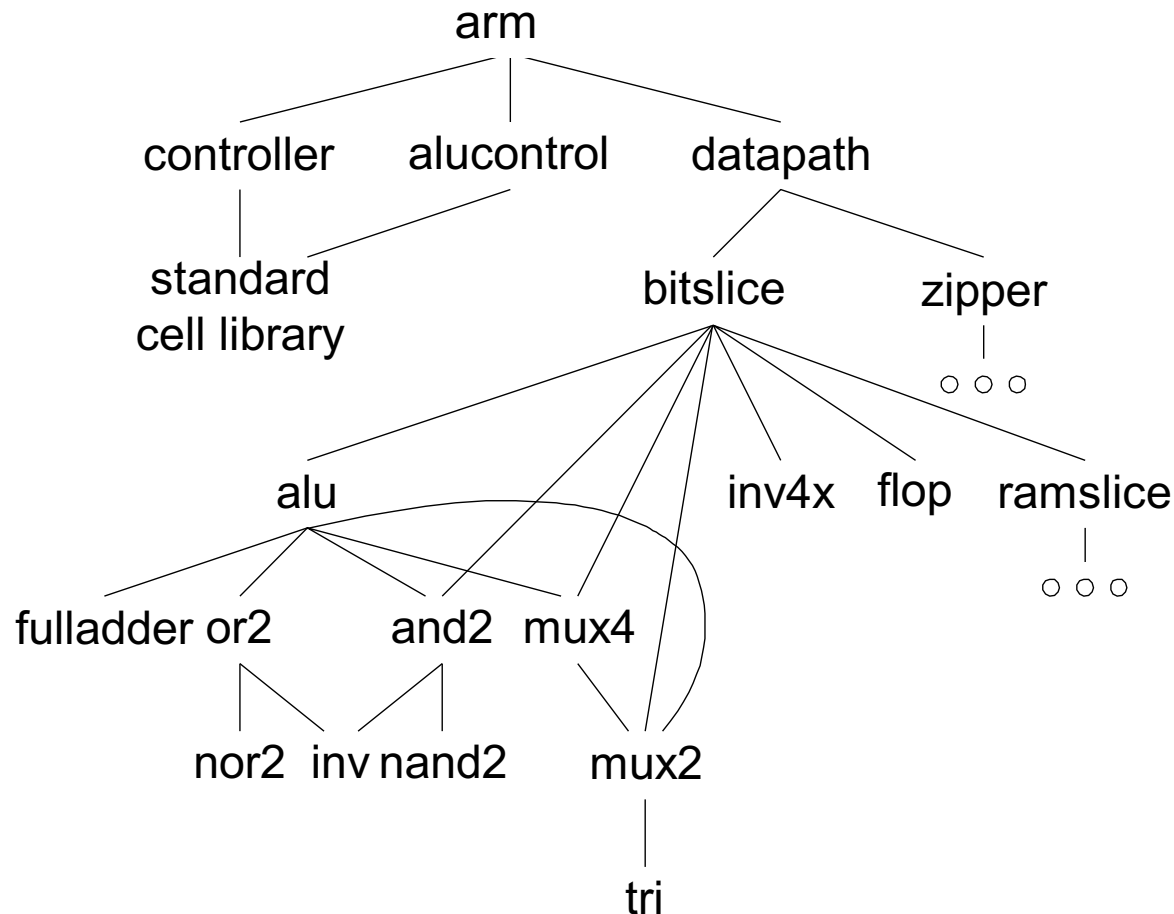 arm
controller
alucontrol
datapath
standard
cell library
bitslice
zipper
alu
inv4x
flop
ramslice
fulladder
or2
and2
mux4
nor2
inv
nand2
mux2
tri